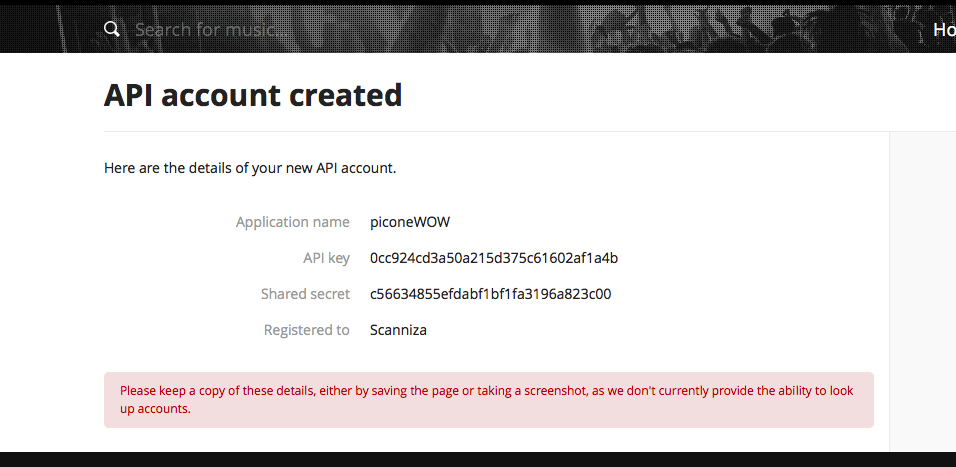 Search for music...
Ho
API account created
Here are the details of your new API account.
Application name piconeWOW
API key 0cc924cd3a50a215d375c61602af1a4b
Shared secret c56634855efdabf1bf1fa3196a823c00
Registered to Scanniza
Please keep a copy of these details, either by saving the page or taking a screenshot, as we don't currently provide the ability to look
up accounts.